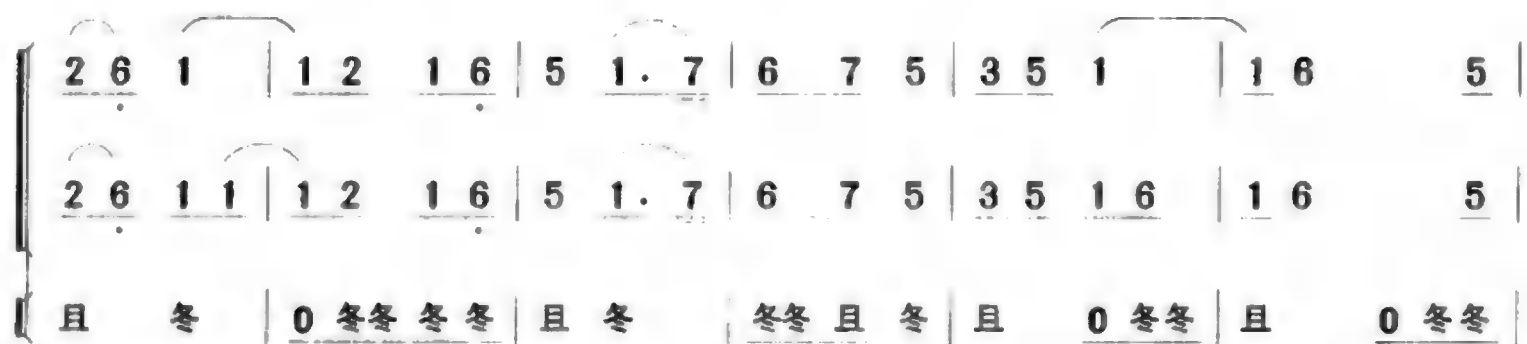 2 6 1 | 1 2 1 6 | 5 1. 7 | 6 7 5 | 3 5 1 | 1 6 5 |
2 6 1 1 | 1 2 1 6 | 5 1. 7 | 6 7 5 | 3 5 1 6 | 1 6 5 |
且 冬 | 0 冬冬 冬 冬 | 且 冬 | 冬冬 且 冬 | 且 0 冬冬 | 且 0 冬冬 |